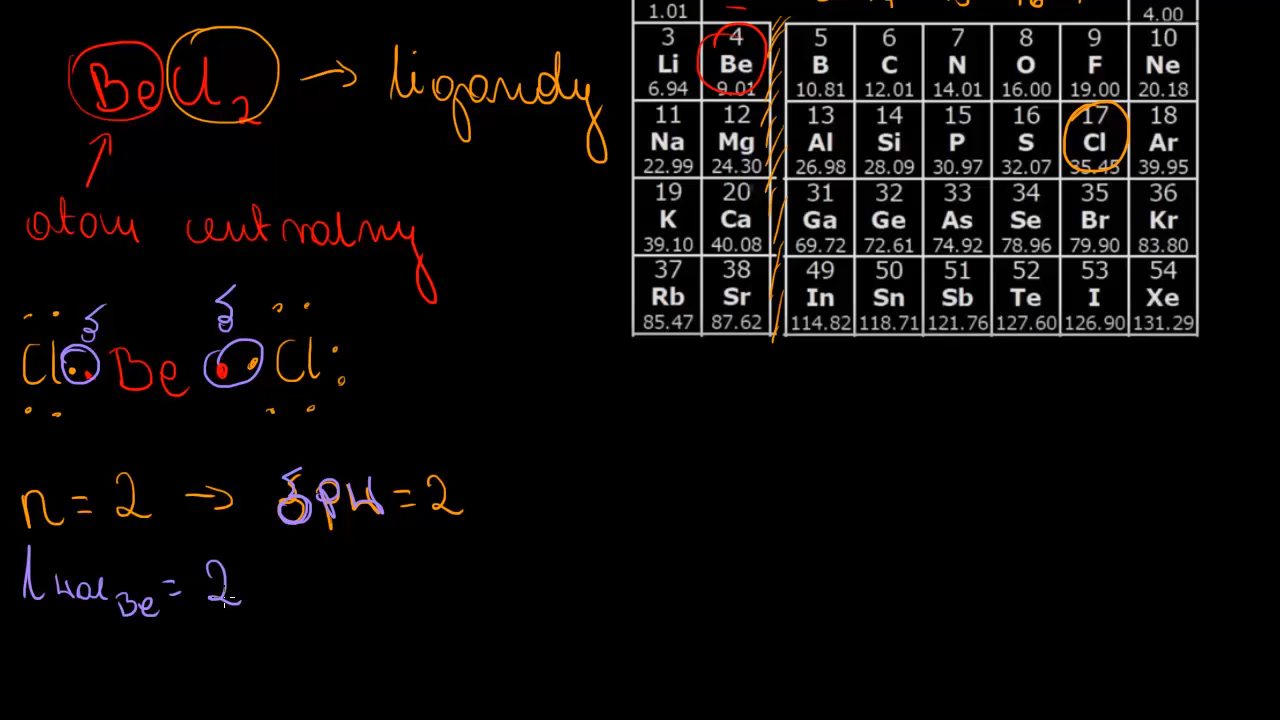 BeCl2 → ligandy
atom centralny
Cl Be Cl
n = 2 → δpw = 2
lwal Be = 2
1.01 4.00
3 4 5 6 7 8 9 10
Li Be B C N O F Ne
6.94 9.01 10.81 12.01 14.01 16.00 19.00 20.18
11 12 13 14 15 16 17 18
Na Mg Al Si P S Cl Ar
22.99 24.30 26.98 28.09 30.97 32.07 35.45 39.95
19 20 31 32 33 34 35 36
K Ca Ga Ge As Se Br Kr
39.10 40.08 69.72 72.61 74.92 78.96 79.90 83.80
37 38 49 50 51 52 53 54
Rb Sr In Sn Sb Te I Xe
85.47 87.62 114.82 118.71 121.76 127.60 126.90 131.29